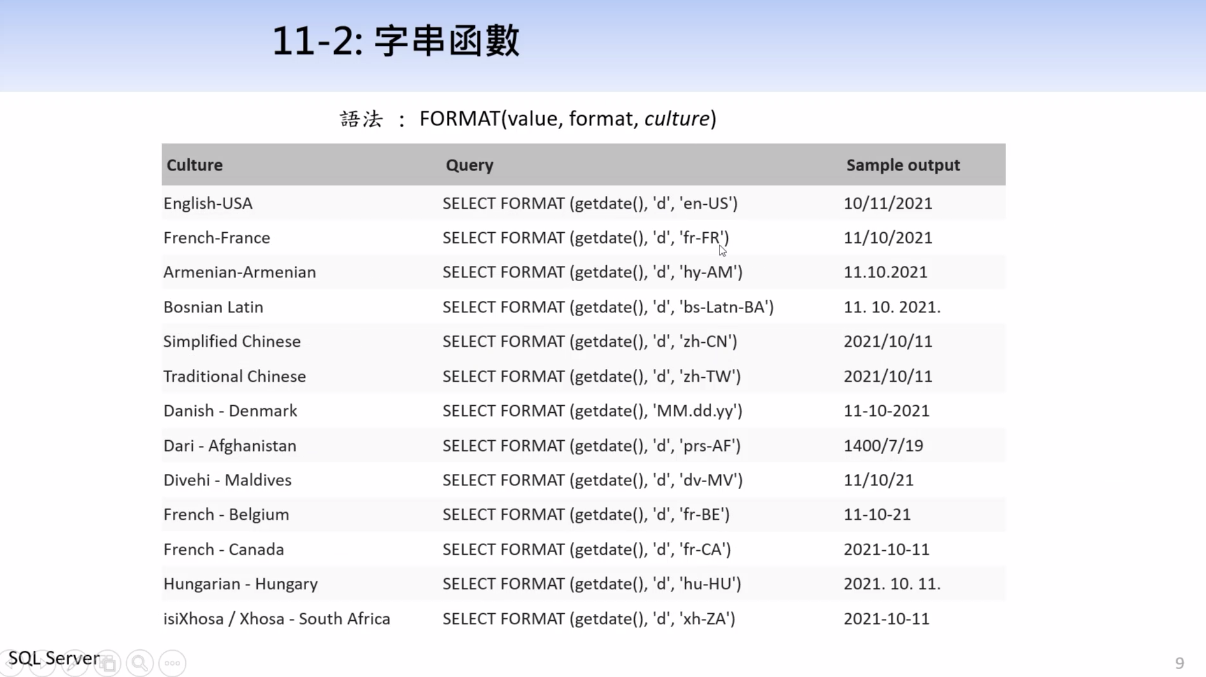 11-2: 字串函數
語法 : FORMAT(value, format, culture)
Culture Query Sample output
English-USA SELECT FORMAT (getdate(), 'd', 'en-US') 10/11/2021
French-France SELECT FORMAT (getdate(), 'd', 'fr-FR') 11/10/2021
Armenian-Armenian SELECT FORMAT (getdate(), 'd', 'hy-AM') 11.10.2021
Bosnian Latin SELECT FORMAT (getdate(), 'd', 'bs-Latn-BA') 11. 10. 2021.
Simplified Chinese SELECT FORMAT (getdate(), 'd', 'zh-CN') 2021/10/11
Traditional Chinese SELECT FORMAT (getdate(), 'd', 'zh-TW') 2021/10/11
Danish - Denmark SELECT FORMAT (getdate(), 'd', 'MM.dd.yy') 11-10-2021
Dari - Afghanistan SELECT FORMAT (getdate(), 'd', 'prs-AF') 1400/7/19
Divehi - Maldives SELECT FORMAT (getdate(), 'd', 'dv-MV') 11/10/21
French - Belgium SELECT FORMAT (getdate(), 'd', 'fr-BE') 11-10-21
French - Canada SELECT FORMAT (getdate(), 'd', 'fr-CA') 2021-10-11
Hungarian - Hungary SELECT FORMAT (getdate(), 'd', 'hu-HU') 2021. 10. 11.
isiXhosa / Xhosa - South Africa SELECT FORMAT (getdate(), 'd', 'xh-ZA') 2021-10-11
SQL Server 9